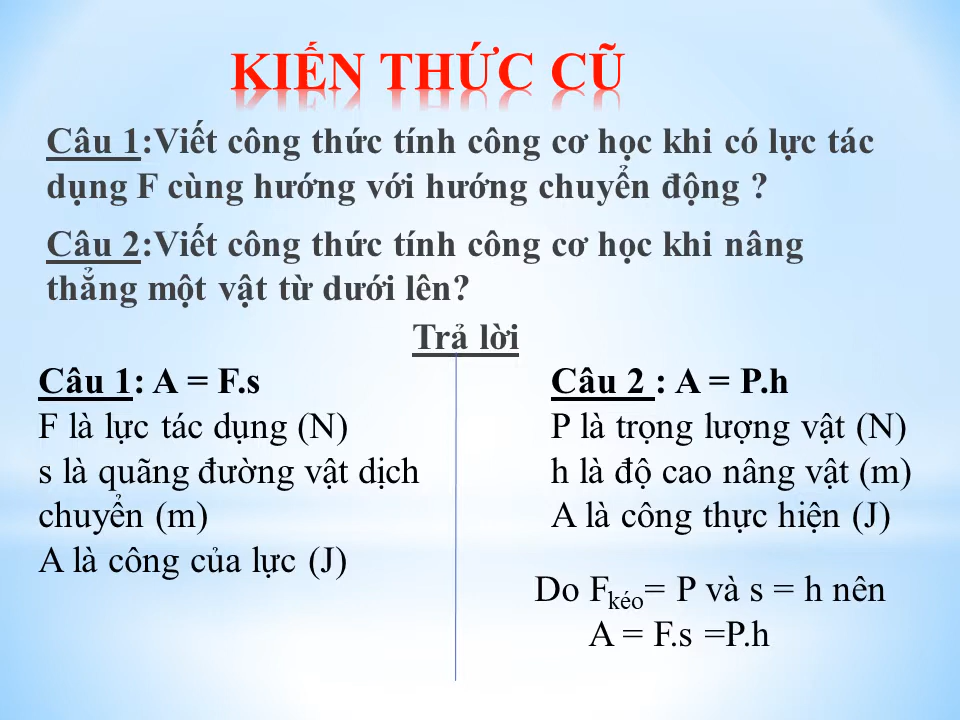 KIẾN THỨC CŨ
Câu 1:Viết công thức tính công cơ học khi có lực tác
dụng F cùng hướng với hướng chuyển động ?
Câu 2:Viết công thức tính công cơ học khi nâng
thẳng một vật từ dưới lên?
Trả lời
Câu 1: A = F.s
F là lực tác dụng (N)
s là quãng đường vật dịch
chuyển (m)
A là công của lực (J)
Câu 2 : A = P.h
P là trọng lượng vật (N)
h là độ cao nâng vật (m)
A là công thực hiện (J)
Do Fkéo= P và s = h nên
A = F.s =P.h